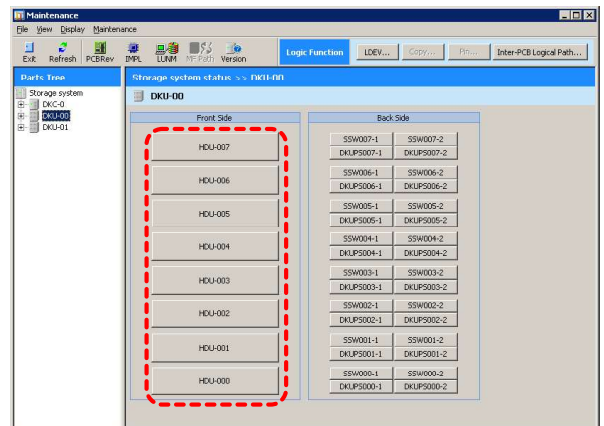 Maintenance
File View Display Maintenance
Exit Refresh PCBRev IMPL LUNM MF Path Version Logic Function LDEV... Copy... Pin... Inter-PCB Logical Path...
Parts Tree
Storage system status >> DKU-00
Storage system
DKC-0
DKU-00
DKU-01
DKU-00
Front Side
HDU-007
HDU-006
HDU-005
HDU-004
HDU-003
HDU-002
HDU-001
HDU-000
Back Side
SSW007-1 SSW007-2
DKUPS007-1 DKUPS007-2
SSW006-1 SSW006-2
DKUPS006-1 DKUPS006-2
SSW005-1 SSW005-2
DKUPS005-1 DKUPS005-2
SSW004-1 SSW004-2
DKUPS004-1 DKUPS004-2
SSW003-1 SSW003-2
DKUPS003-1 DKUPS003-2
SSW002-1 SSW002-2
DKUPS002-1 DKUPS002-2
SSW001-1 SSW001-2
DKUPS001-1 DKUPS001-2
SSW000-1 SSW000-2
DKUPS000-1 DKUPS000-2